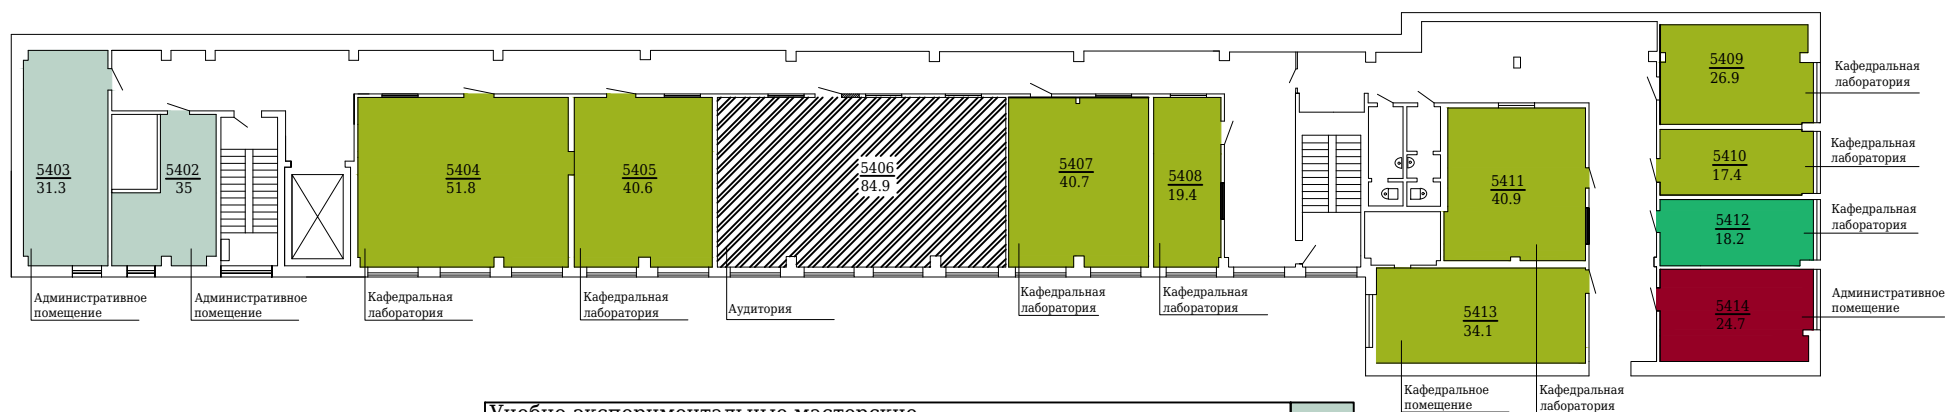 5409
26.9
Кафедральная
лаборатория
5403
31.3
5402
35
5404
51.8
5405
40.6
5406
84.9
5407
40.7
5408
19.4
5411
40.9
5410
17.4
Кафедральная
лаборатория
5412
18.2
Кафедральная
лаборатория
Административное
помещение
Административное
помещение
Кафедральная
лаборатория
Кафедральная
лаборатория
Аудитория
Кафедральная
лаборатория
Кафедральная
лаборатория
5413
34.1
5414
24.7
Административное
помещение
Кафедральное
помещение
Кафедральная
лаборатория
Учебно-экспериментальные мастерские